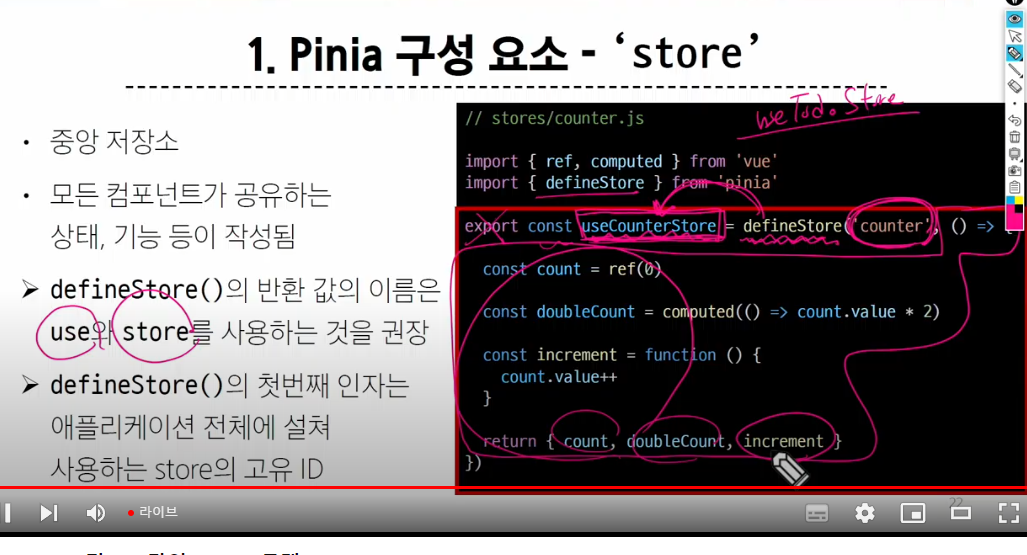 1. Pinia 구성 요소 - ‘store’
• 중앙 저장소
• 모든 컴포넌트가 공유하는
상태, 기능 등이 작성됨
➢ defineStore()의 반환 값의 이름은
use와 store를 사용하는 것을 권장
➢ defineStore()의 첫번째 인자는
애플리케이션 전체에 설쳐
사용하는 store의 고유 ID
useTodoStore
// stores/counter.js
import { ref, computed } from 'vue'
import { defineStore } from 'pinia'
export const useCounterStore = defineStore('counter', () => {
const count = ref(0)
const doubleCount = computed(() => count.value * 2)
const increment = function () {
count.value++
}
return { count, doubleCount, increment }
})
22
라이브